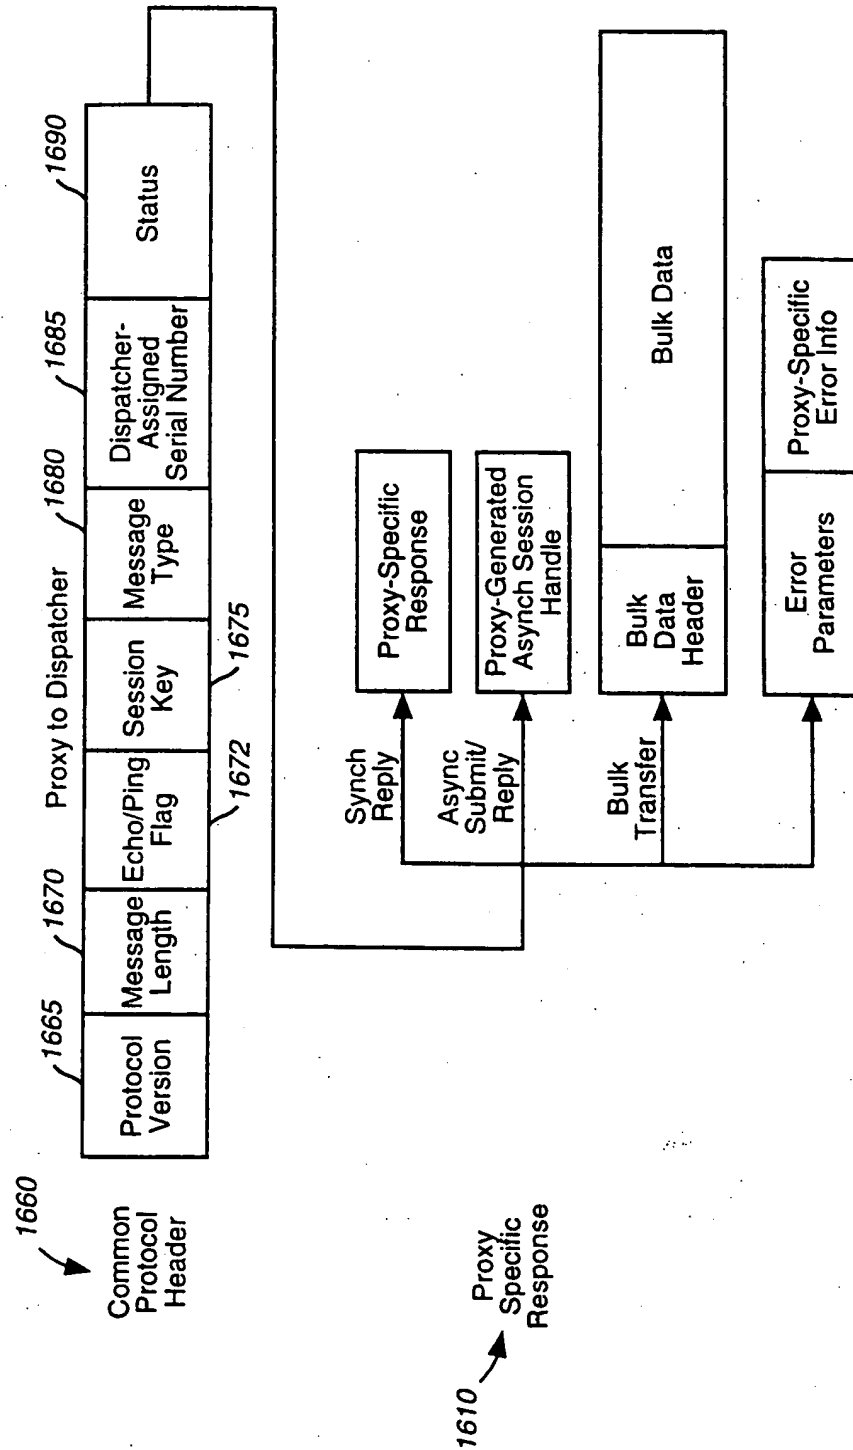 Proxy to Dispatcher
1660
Common
Protocol
Header
1665
Protocol
Version
1670
Message
Length
Echo/Ping
Flag
1672
Session
Key
1675
1680
Message
Type
1685
Dispatcher-
Assigned
Serial Number
1690
Status
1610
Proxy
Specific
Response
Synch
Reply
Proxy-Specific
Response
Async
Submit/
Reply
Proxy-Generated
Asynch Session
Handle
Bulk
Transfer
Bulk
Data
Header
Bulk Data
Error
Parameters
Proxy-Specific
Error Info